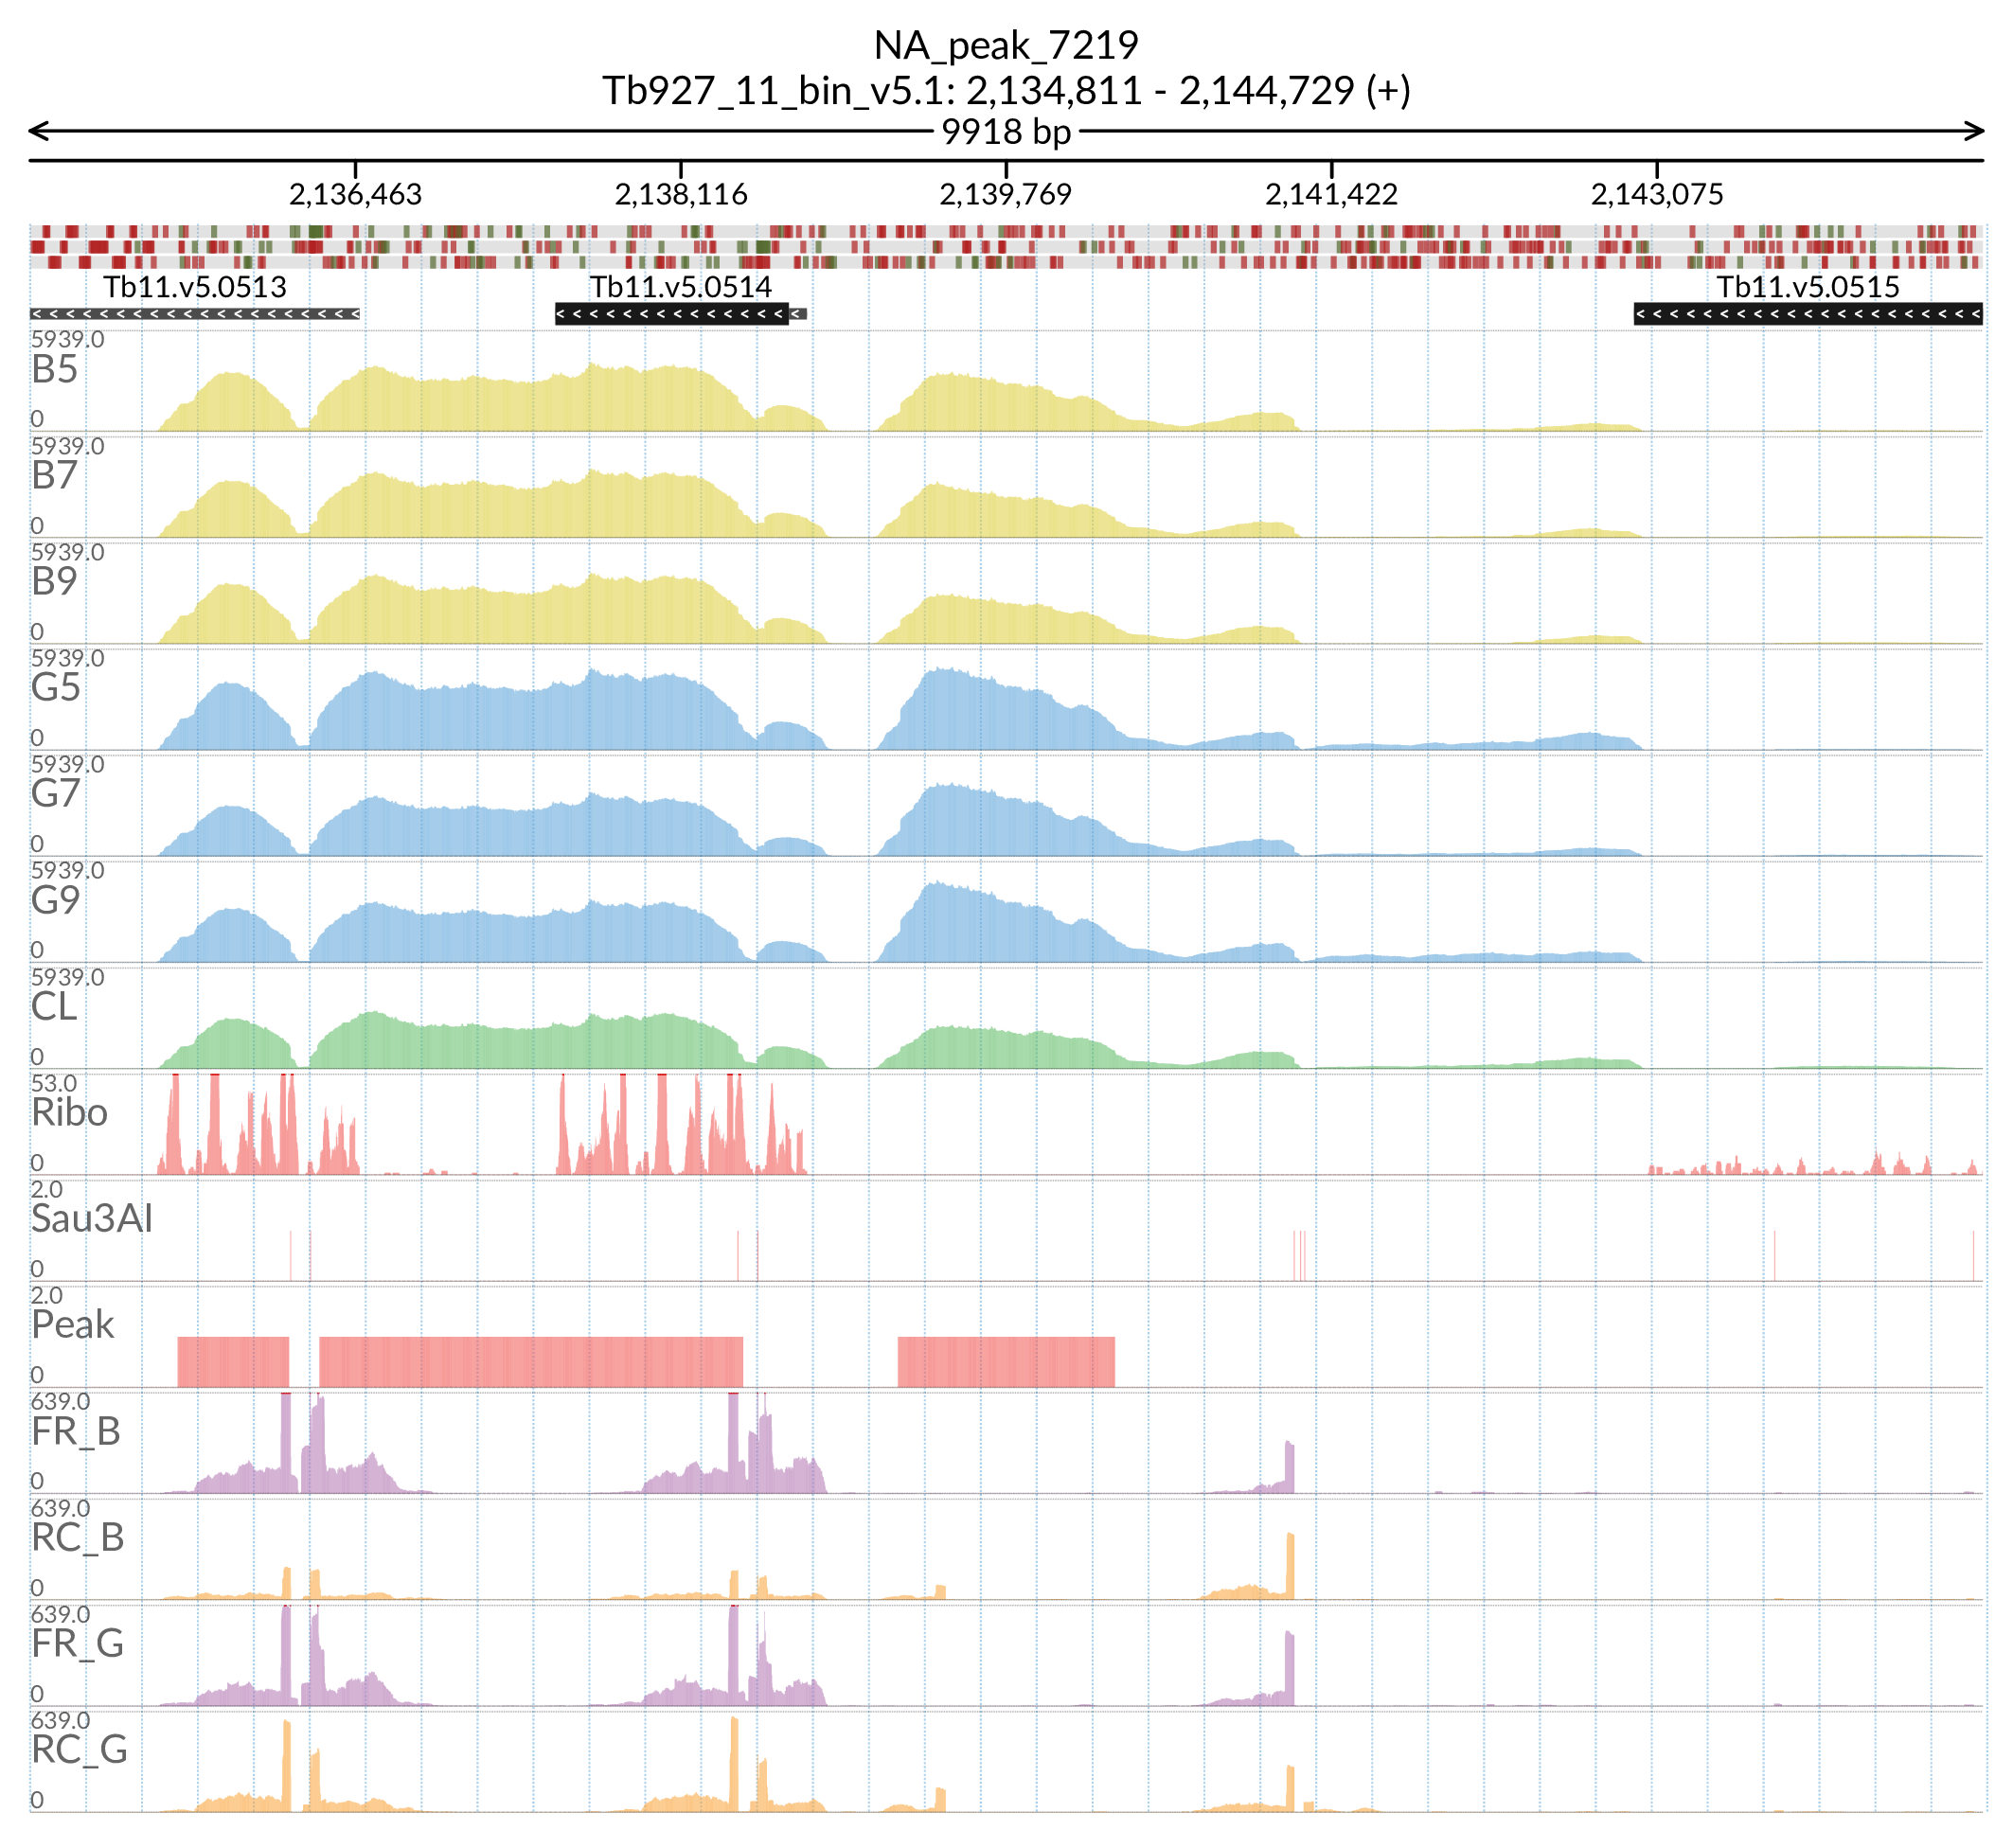 NA_peak_7219
Tb927_11_bin_v5.1: 2,134,811 - 2,144,729 (+)
9918 bp
2,136,463 2,138,116 2,139,769 2,141,422 2,143,075
Tb11.v5.0513 Tb11.v5.0514 Tb11.v5.0515
5939.0
B5
0
5939.0
B7
0
5939.0
B9
0
5939.0
G5
0
5939.0
G7
0
5939.0
G9
0
5939.0
CL
0
53.0
Ribo
0
2.0
Sau3AI
0
2.0
Peak
0
639.0
FR_B
0
639.0
RC_B
0
639.0
FR_G
0
639.0
RC_G
0